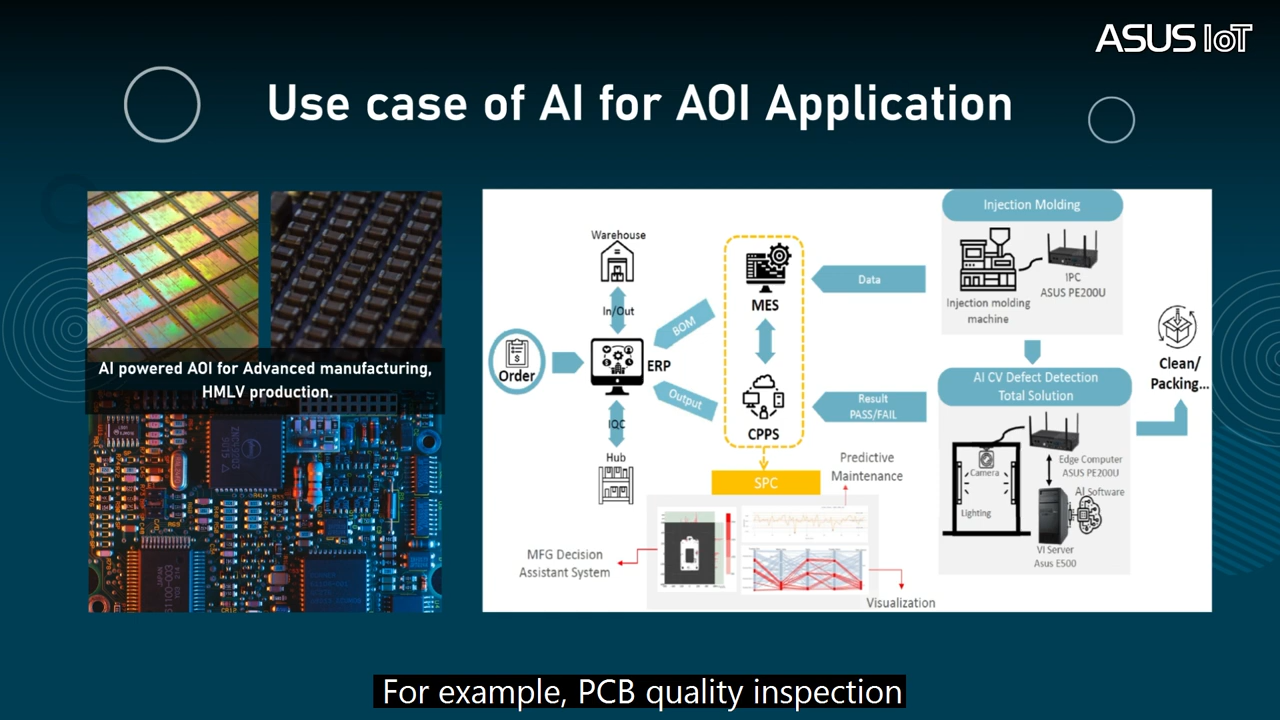 ASUS IoT
Use case of AI for AOI Application
AI powered AOI for Advanced manufacturing,
HMLV production.
Order
Warehouse
In/Out
ERP
IQC
Hub
BOM
Output
MES
CPPS
SPC
Data
Result
PASS/FAIL
Predictive
Maintenance
MFG Decision
Assistant System
Visualization
Injection Molding
Injection molding
machine
IPC
ASUS PE200U
AI CV Defect Detection
Total Solution
Camera
Lighting
Edge Computer
ASUS PE200U
AI Software
VI Server
Asus E500
Clean/
Packing...
For example, PCB quality inspection